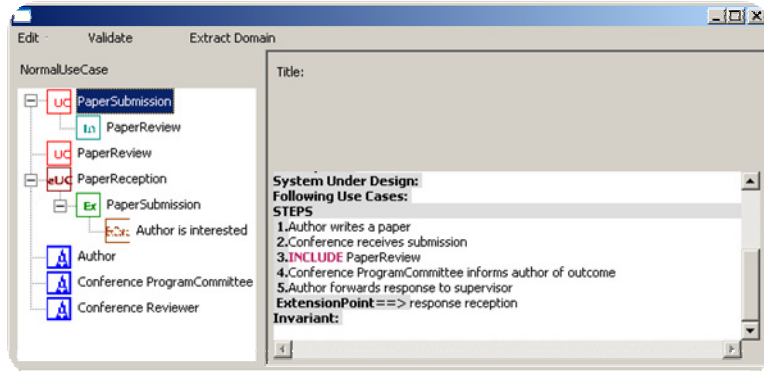 Edit Validate Extract Domain
NormalUseCase
UC PaperSubmission
In PaperReview
UC PaperReview
eUC PaperReception
Ex PaperSubmission
Author is interested
A Author
A Conference ProgramCommittee
A Conference Reviewer
Title:
System Under Design:
Following Use Cases:
STEPS
1.Author writes a paper
2.Conference receives submission
3.INCLUDE PaperReview
4.Conference ProgramCommittee informs author of outcome
5.Author forwards response to supervisor
ExtensionPoint==> response reception
Invariant: